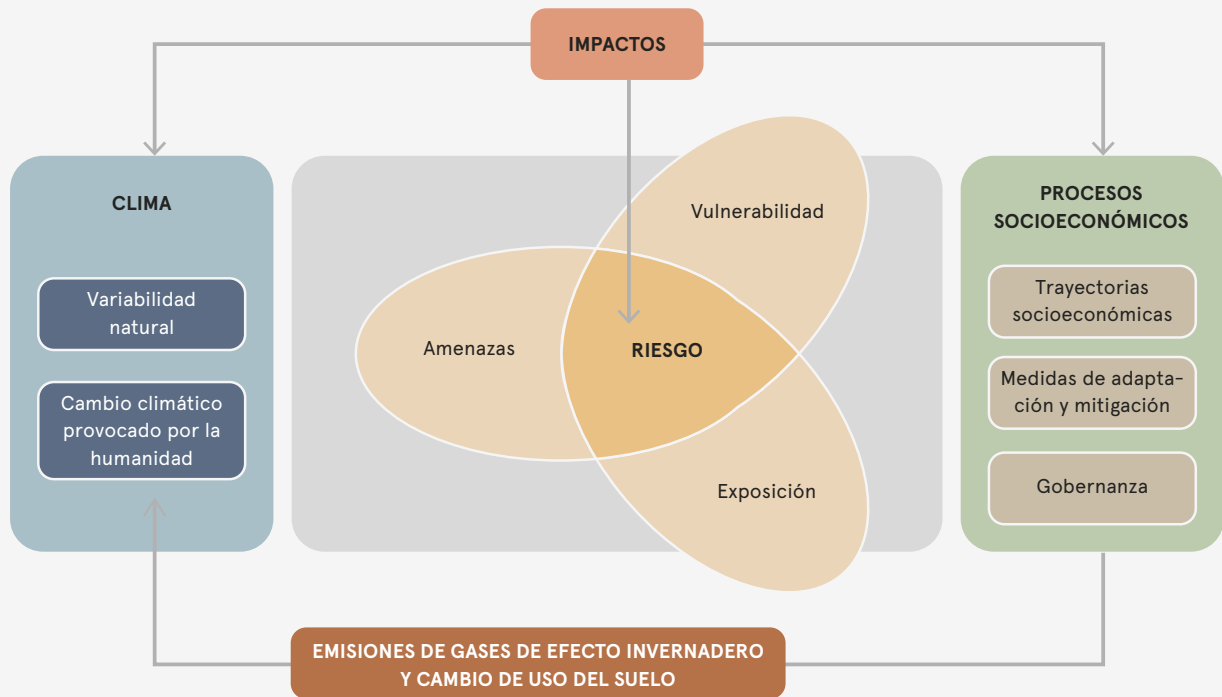 IMPACTOS
CLIMA
Variabilidad
natural
Cambio climático
provocado por la
humanidad
Vulnerabilidad
Amenazas
RIESGO
Exposición
PROCESOS
SOCIOECONÓMICOS
Trayectorias
socioeconómicas
Medidas de adapta-
ción y mitigación
Gobernanza
EMISIONES DE GASES DE EFECTO INVERNADERO
Y CAMBIO DE USO DEL SUELO